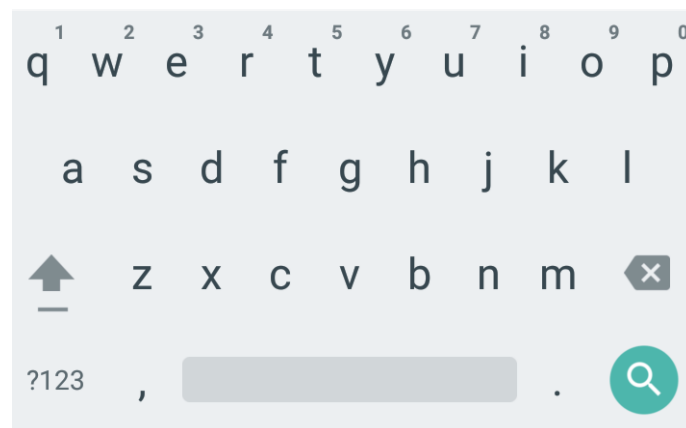 1 2 3 4 5 6 7 8 9 0
q w e r t y u i o p
a s d f g h j k l
z x c v b n m
?123 , .